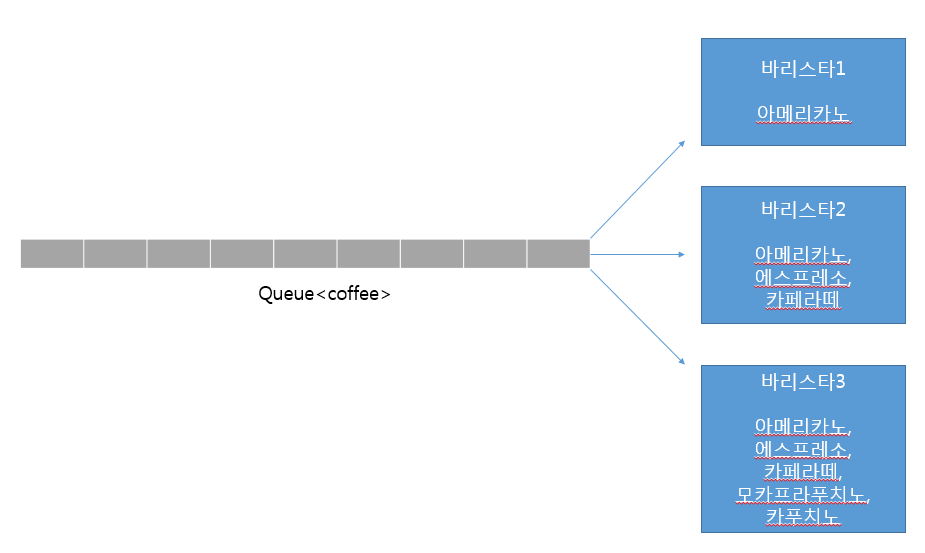 바리스타1
아메리카노
바리스타2
아메리카노,
에스프레소,
카페라떼
Queue<coffee>
바리스타3
아메리카노,
에스프레소,
카페라떼,
모카프라푸치노,
카푸치노